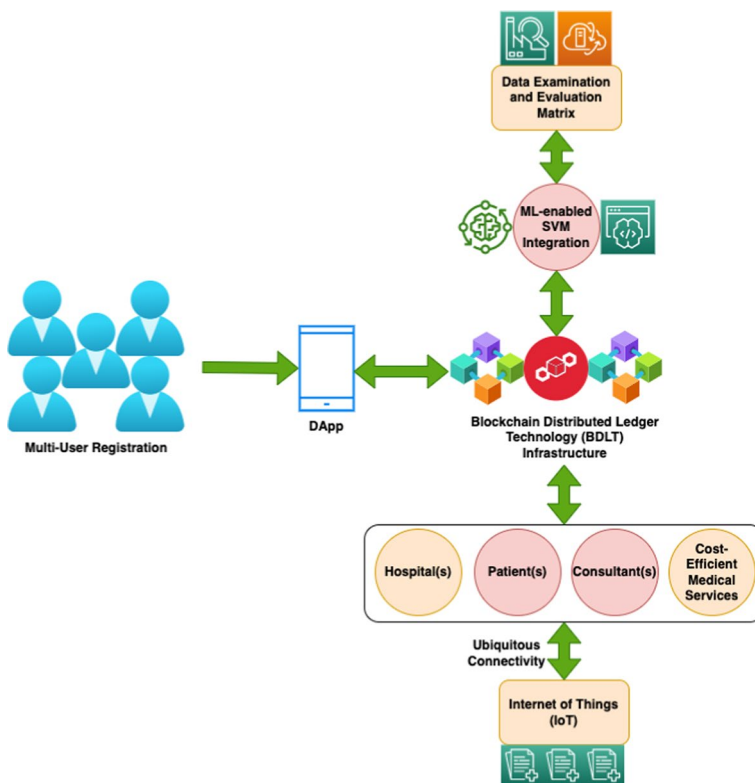 Data Examination
and Evaluation
Matrix
ML-enabled
SVM
Integration
Multi-User Registration
DApp
Blockchain Distributed Ledger
Technology (BDLT)
Infrastructure
Hospital(s)
Patient(s)
Consultant(s)
Cost-
Efficient
Medical
Services
Ubiquitous
Connectivity
Internet of Things
(IoT)